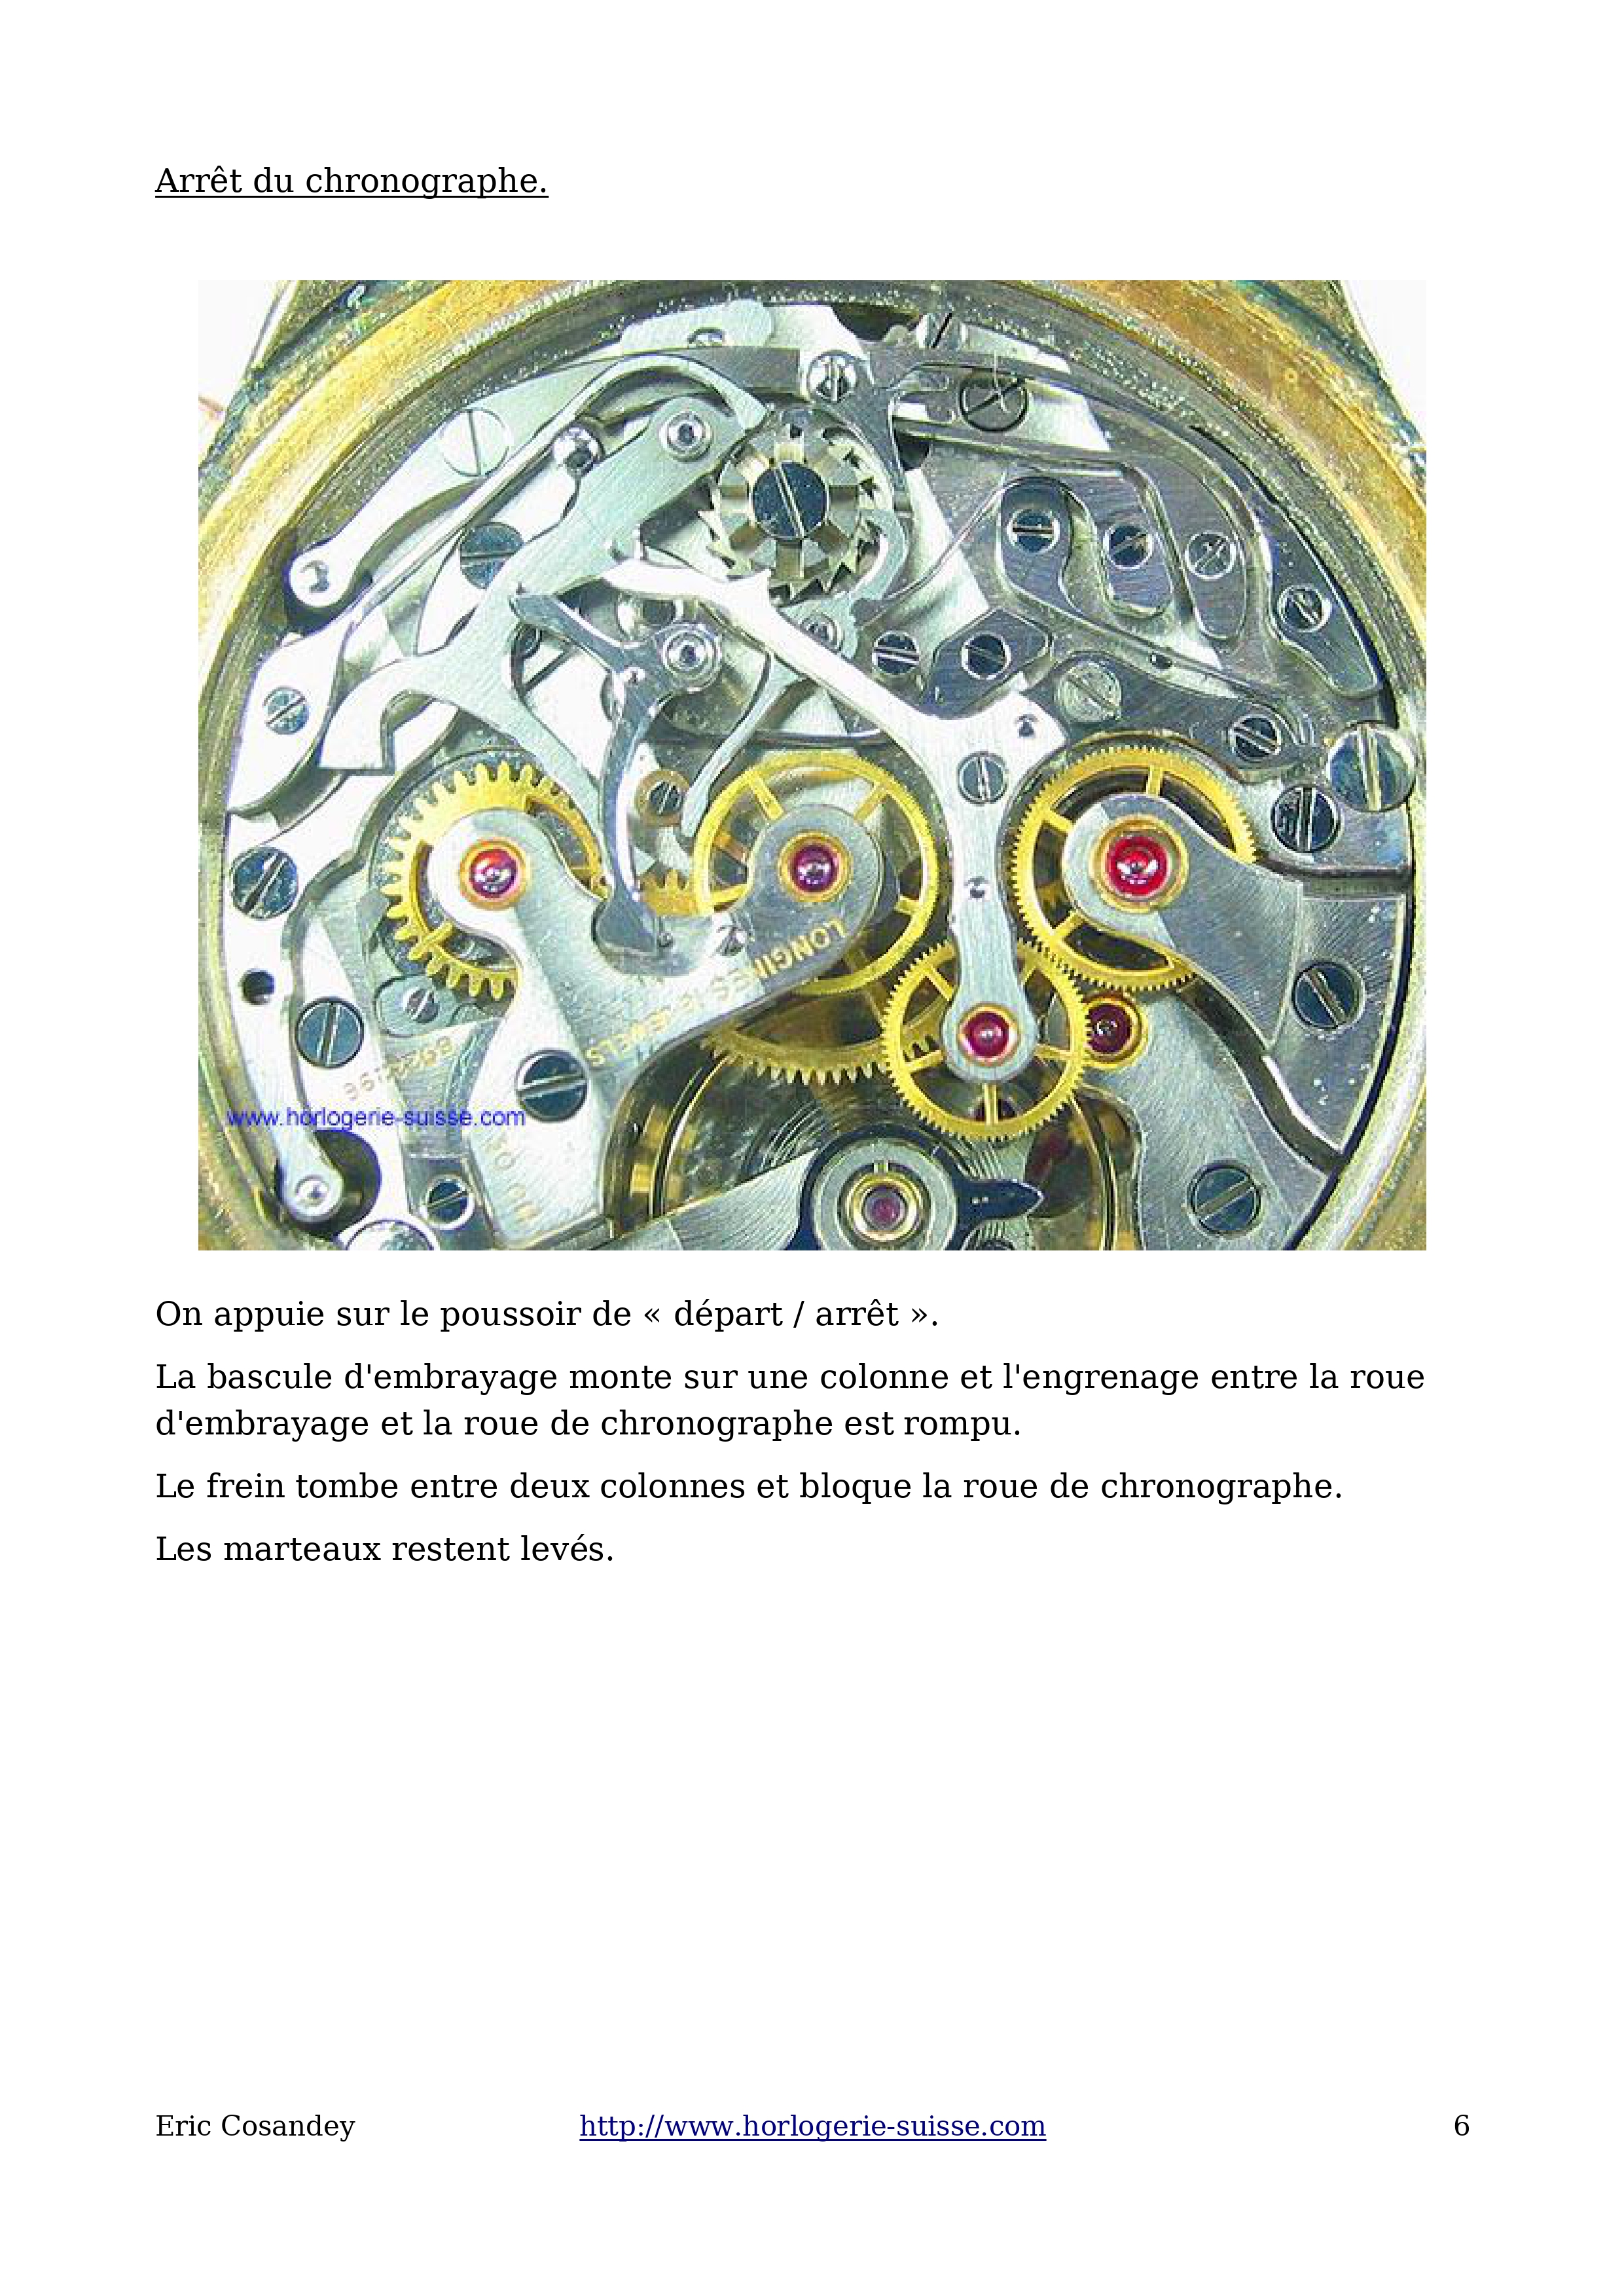 Arrêt du chronographe.
LONGINES
JEWELS
www.horlogerie-suisse.com
On appuie sur le poussoir de « départ / arrêt ».
La bascule d'embrayage monte sur une colonne et l'engrenage entre la roue
d'embrayage et la roue de chronographe est rompu.
Le frein tombe entre deux colonnes et bloque la roue de chronographe.
Les marteaux restent levés.
Eric Cosandey http://www.horlogerie-suisse.com 6